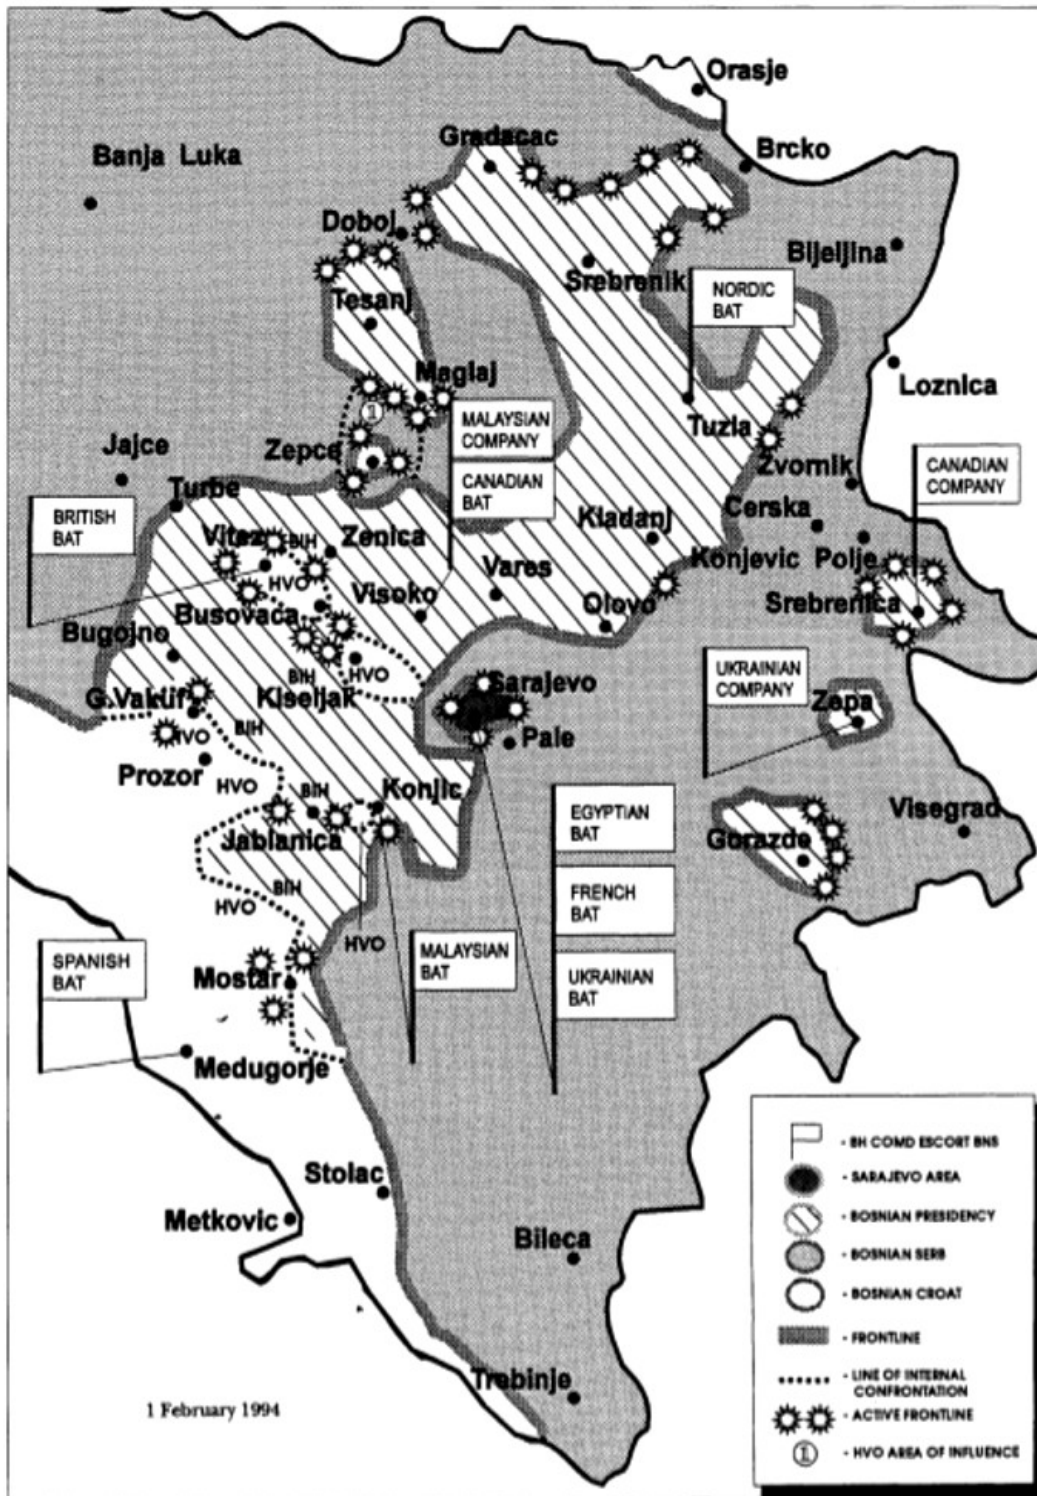 Orasje
Gradacac
Brcko
Banja Luka
Doboj
Bijeljina
Srebrenik
NORDIC
BAT
Tesanj
Maglaj
Loznica
MALAYSIAN
COMPANY
Tuzla
Jajce
Zepce
CANADIAN
BAT
Zvornik
CANADIAN
COMPANY
Turbe
BRITISH
BAT
Vitez
BIH
Zenica
Kladanj
Cerska
HVO
Vares
Konjevic Polje
Busovaca
Visoko
Olovo
Srebrenica
Bugojno
BIH
HVO
Kiseljak
Sarajevo
UKRAINIAN
COMPANY
G.Vakuf
Zepa
HVO
BIH
Pale
Prozor
HVO
BIH
Konjic
EGYPTIAN
BAT
Visegrad
Jablanica
Gorazde
BIH
HVO
FRENCH
BAT
HVO
SPANISH
BAT
MALAYSIAN
BAT
UKRAINIAN
BAT
Mostar
Medugorje
Stolac
Metkovic
Bileca
Trebinje
1 February 1994
- BH COMD ESCORT BNS
- SARAJEVO AREA
- BOSNIAN PRESIDENCY
- BOSNIAN SERB
- BOSNIAN CROAT
- FRONTLINE
- LINE OF INTERNAL
CONFRONTATION
- ACTIVE FRONTLINE
1
- HVO AREA OF INFLUENCE
1